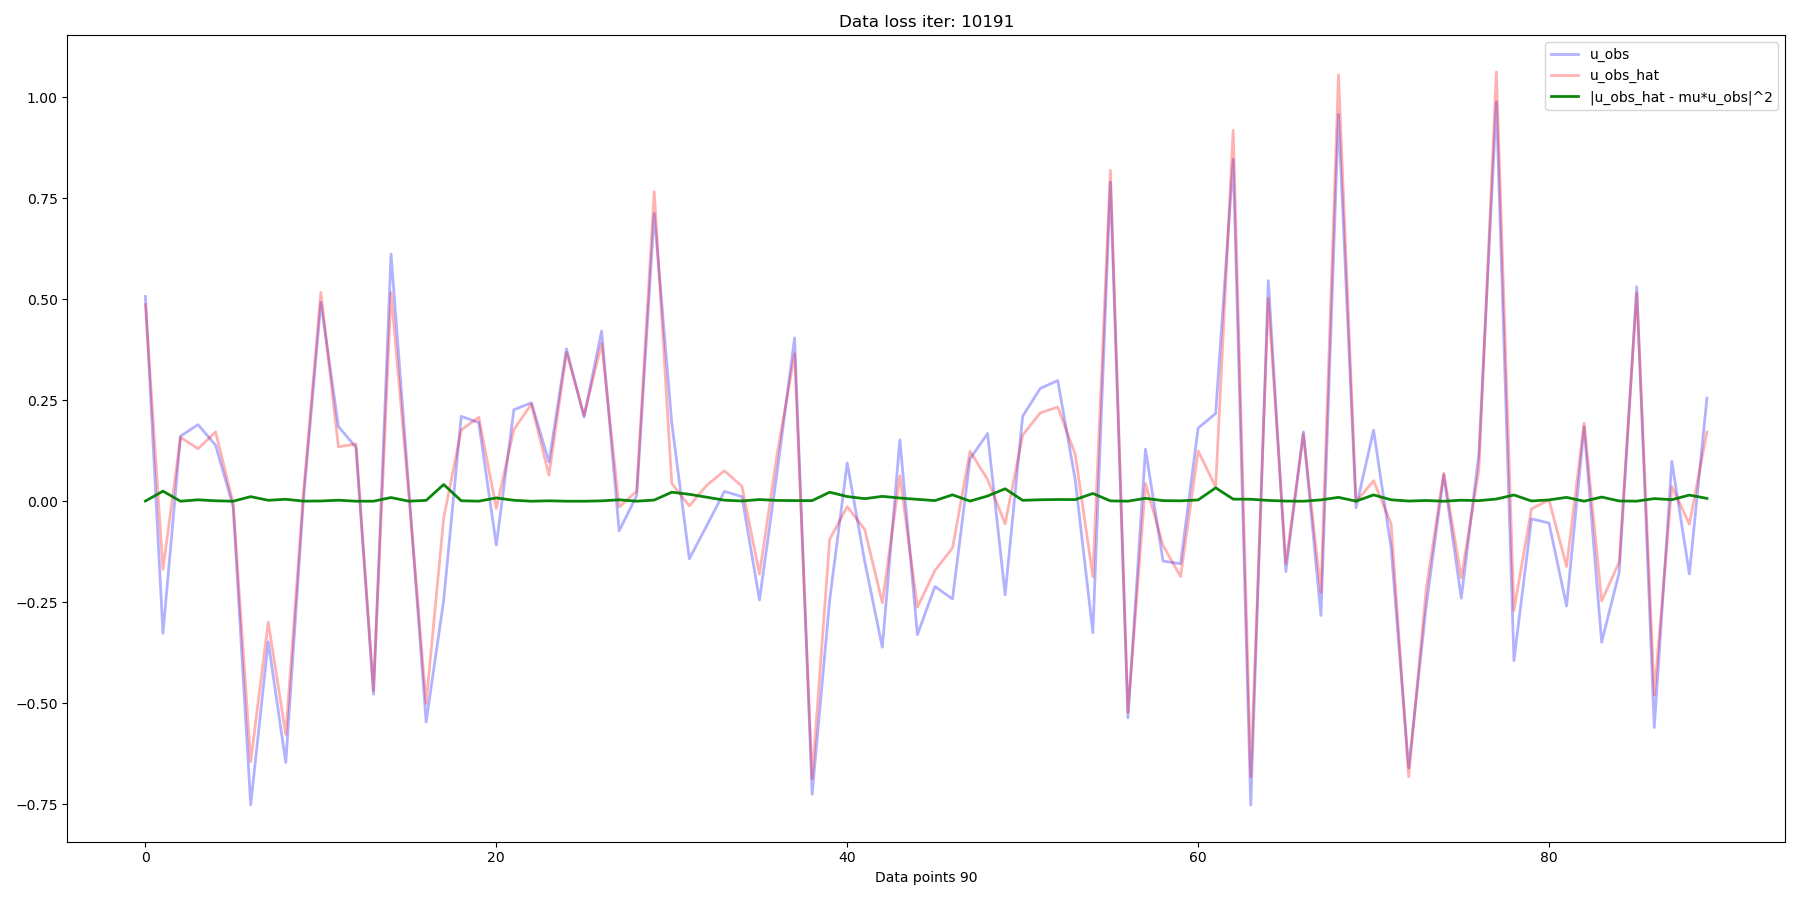 Data loss iter: 10191
u_obs
u_obs_hat
|u_obs_hat - mu*u_obs|^2
1.00
0.75
0.50
0.25
0.00
−0.25
−0.50
−0.75
0 20 40 60 80
Data points 90